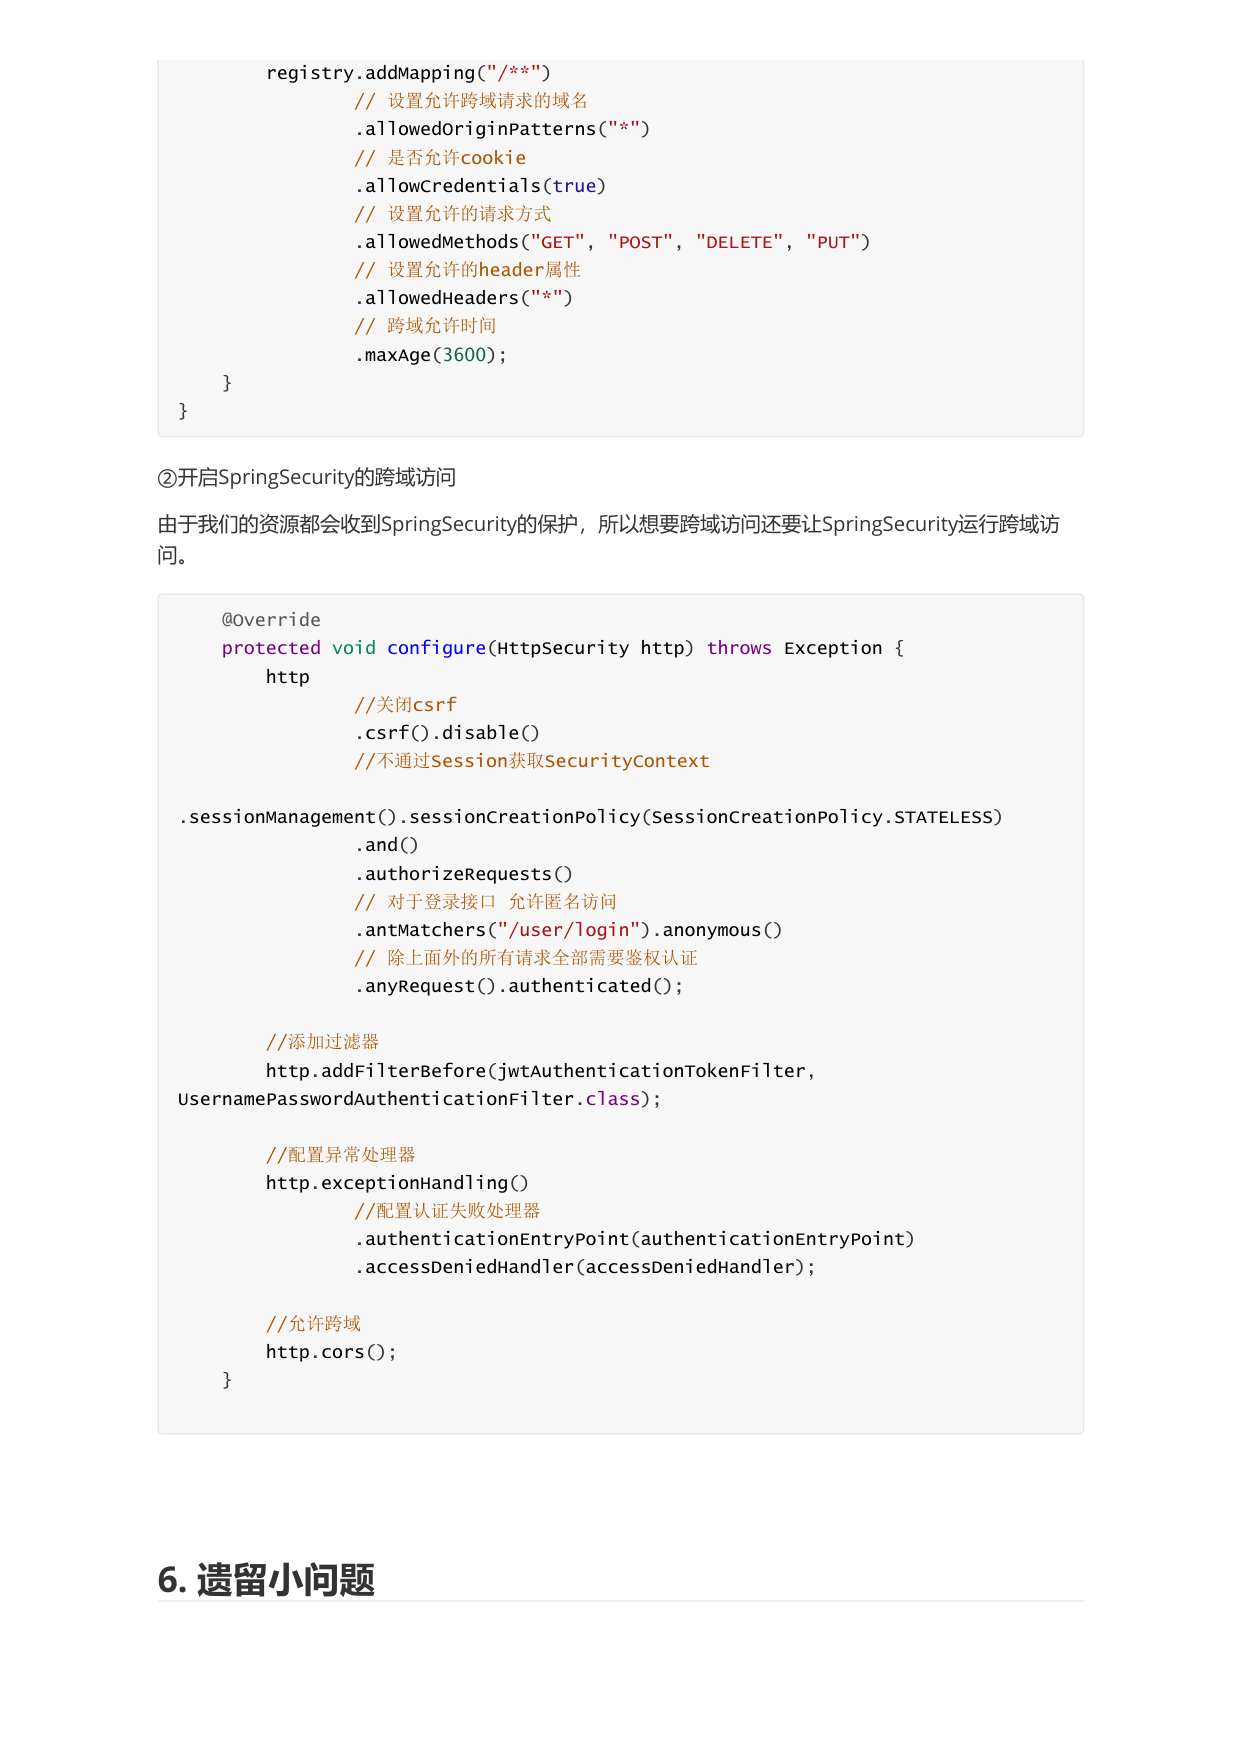 registry.addMapping("/**")
// 设置允许跨域请求的域名
.allowedOriginPatterns("*")
// 是否允许cookie
.allowCredentials(true)
// 设置允许的请求方式
.allowedMethods("GET", "POST", "DELETE", "PUT")
// 设置允许的header属性
.allowedHeaders("*")
// 跨域允许时间
.maxAge(3600);
}
}
②开启SpringSecurity的跨域访问
由于我们的资源都会收到SpringSecurity的保护，所以想要跨域访问还要让SpringSecurity运行跨域访
问。
@Override
protected void configure(HttpSecurity http) throws Exception {
http
//关闭csrf
.csrf().disable()
//不通过Session获取SecurityContext
.sessionManagement().sessionCreationPolicy(SessionCreationPolicy.STATELESS)
.and()
.authorizeRequests()
// 对于登录接口 允许匿名访问
.antMatchers("/user/login").anonymous()
// 除上面外的所有请求全部需要鉴权认证
.anyRequest().authenticated();
//添加过滤器
http.addFilterBefore(jwtAuthenticationTokenFilter,
UsernamePasswordAuthenticationFilter.class);
//配置异常处理器
http.exceptionHandling()
//配置认证失败处理器
.authenticationEntryPoint(authenticationEntryPoint)
.accessDeniedHandler(accessDeniedHandler);
//允许跨域
http.cors();
}
6. 遗留小问题